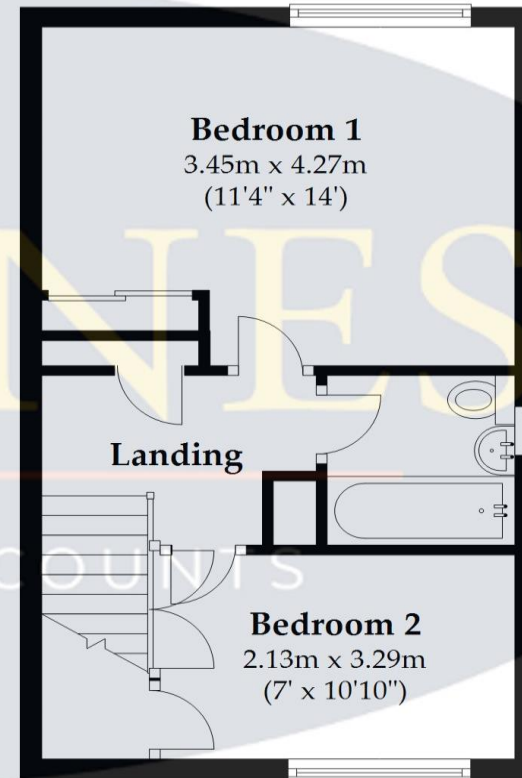 Bedroom 1
3.45m x 4.27m
(11'4" x 14')
NES
Landing
COUNTS
Bedroom 2
2.13m x 3.29m
(7' x 10'10")